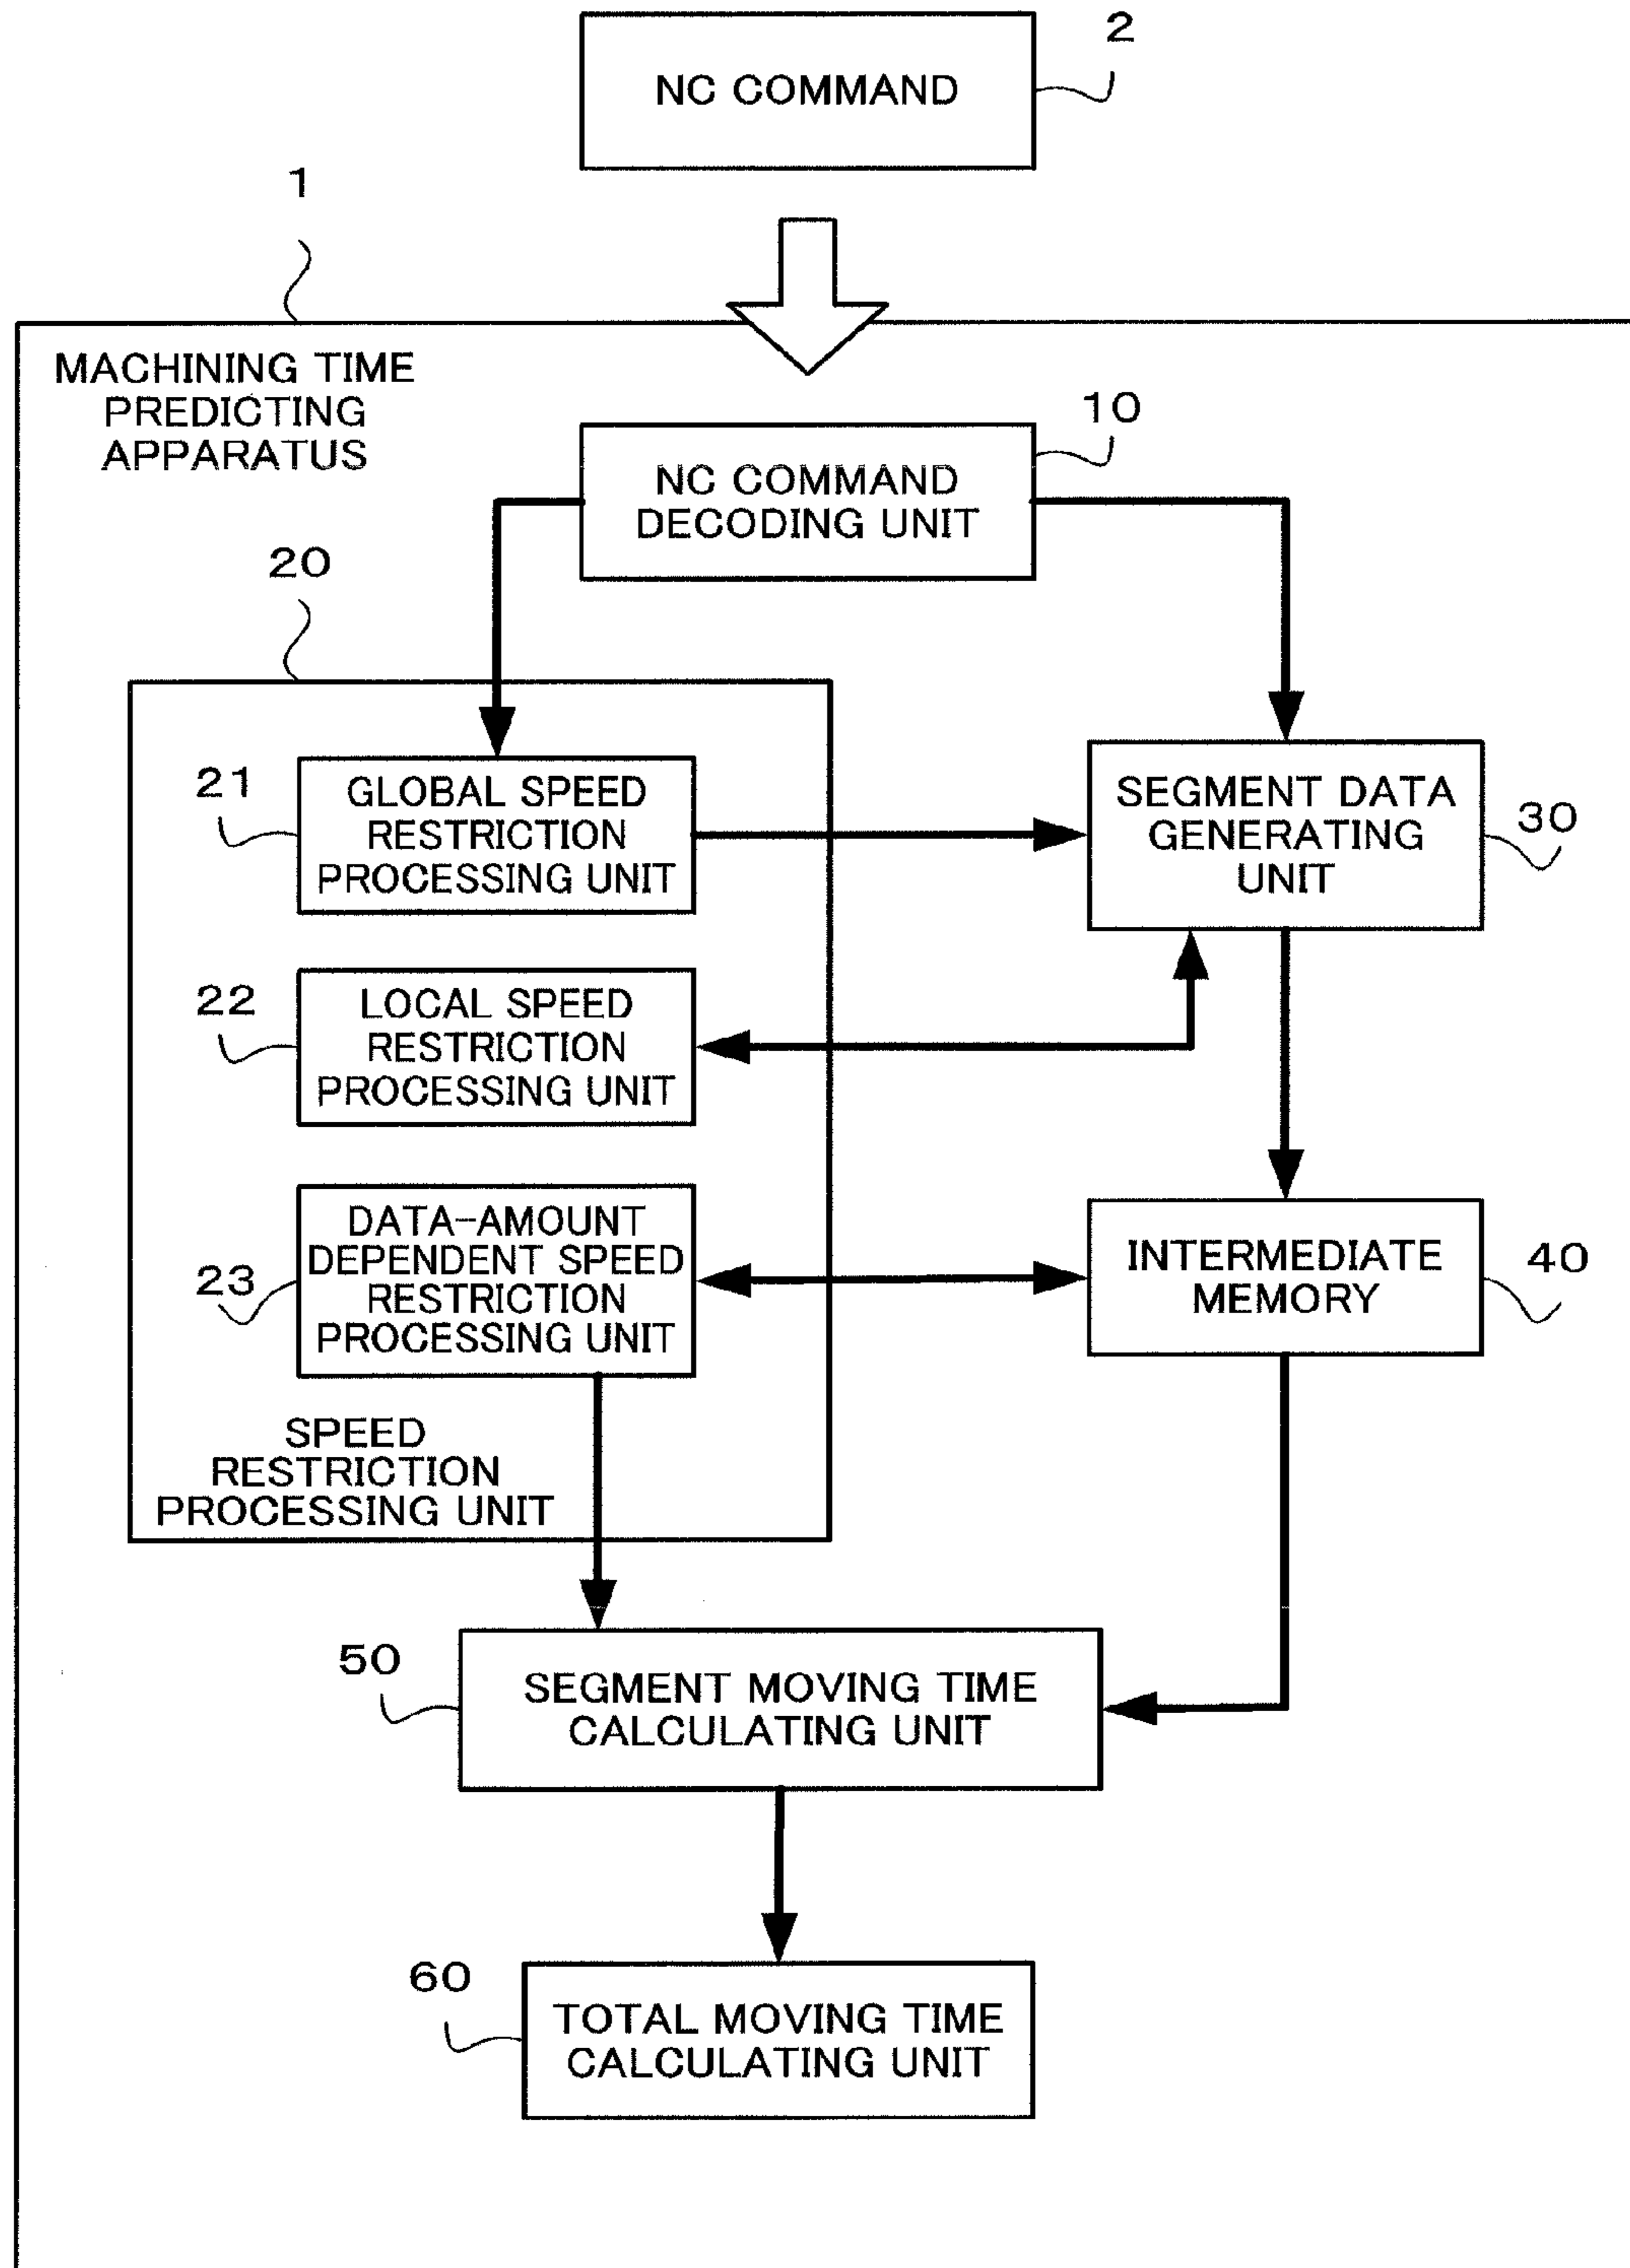 2
NC COMMAND
1
MACHINING TIME
PREDICTING
APPARATUS
10
NC COMMAND
DECODING UNIT
20
21
GLOBAL SPEED
RESTRICTION
PROCESSING UNIT
SEGMENT DATA
GENERATING
UNIT
30
22
LOCAL SPEED
RESTRICTION
PROCESSING UNIT
23
DATA-AMOUNT
DEPENDENT SPEED
RESTRICTION
PROCESSING UNIT
INTERMEDIATE
MEMORY
40
SPEED
RESTRICTION
PROCESSING UNIT
50
SEGMENT MOVING TIME
CALCULATING UNIT
60
TOTAL MOVING TIME
CALCULATING UNIT